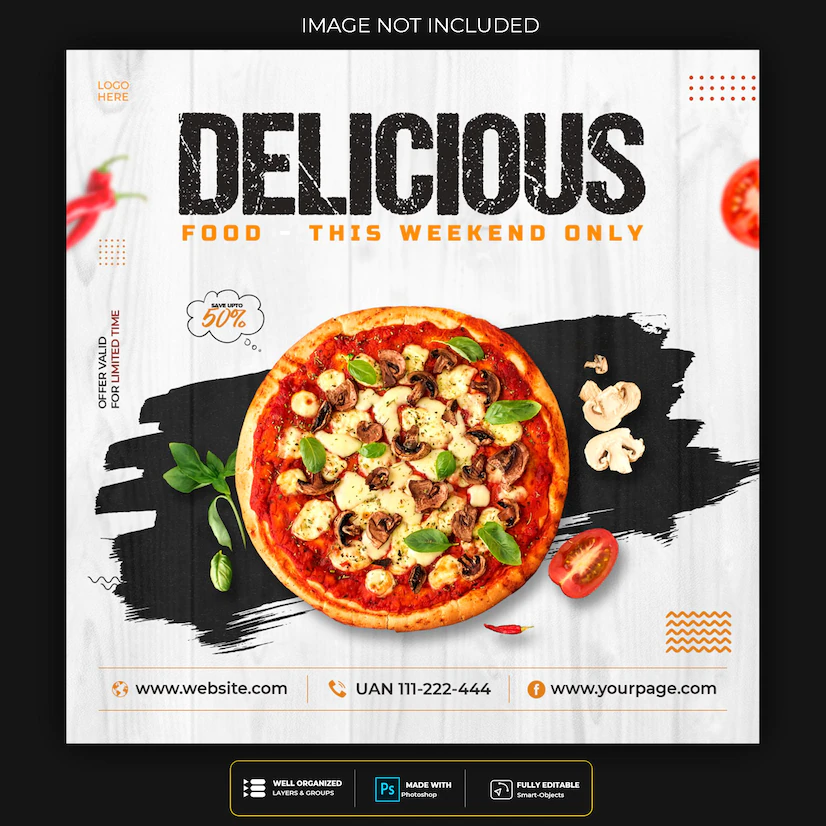 IMAGE NOT INCLUDED
LOGO
HERE
DELICIOUS
FOOD - THIS WEEKEND ONLY
SAVE UPTO
50%
OFFER VALID
FOR LIMITED TIME
www.website.com
UAN 111-222-444
www.yourpage.com
WELL ORGANIZED
LAYERS & GROUPS
Ps
MADE WITH
Photoshop
FULLY EDITABLE
Smart-Objects